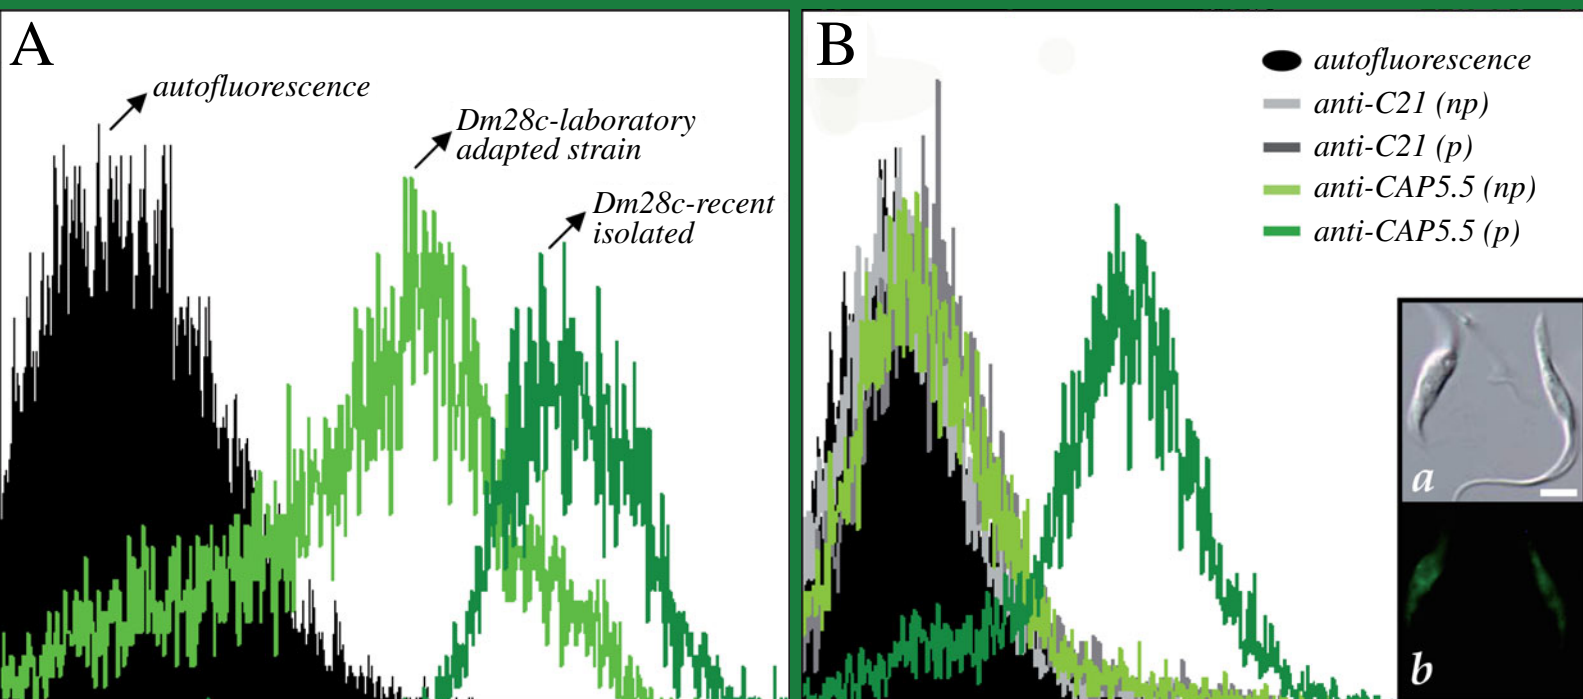 A
autofluorescence
Dm28c-laboratory
adapted strain
Dm28c-recent
isolated
B
autofluorescence
anti-C21 (np)
anti-C21 (p)
anti-CAP5.5 (np)
anti-CAP5.5 (p)
a
b